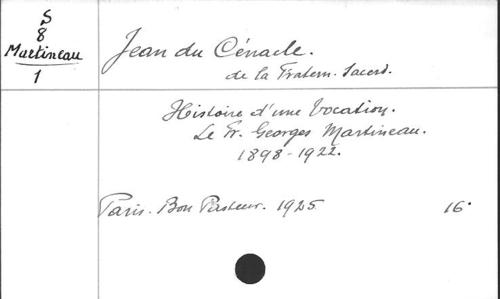 S
8
Martineau
1
Jean du Cénacle.
de la Fratern. Sacerd.
Histoire d'une Vocation.
Le Fr. Georges Martineau.
1898-1922.
Paris. Bon Pasteur. 1925. 16°